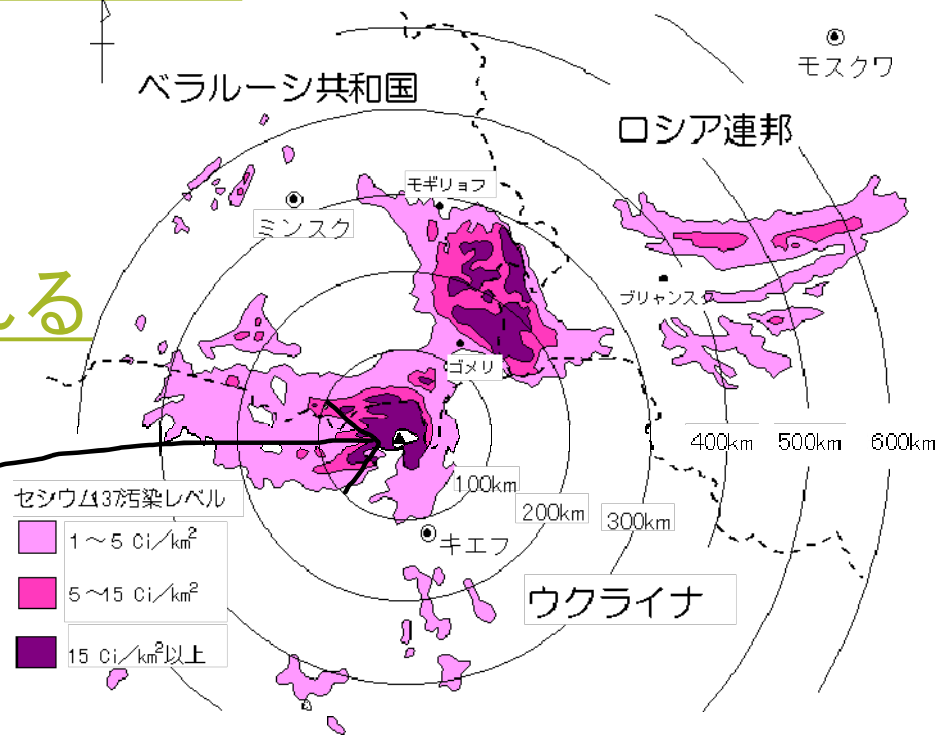 モスクワ
ベラルーシ共和国
ロシア連邦
モギリョフ
ミンスク
れる
ブリャンスク
ゴメリ
400km
500km
600km
100km
200km
300km
キエフ
ウクライナ
セシウム137汚染レベル
1～5 Ci/km²
5～15 Ci/km²
15 Ci/km²以上